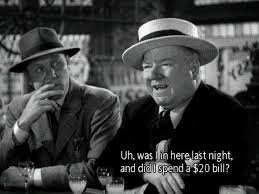 Uh, was I in here last night,
and did I spend a $20 bill?